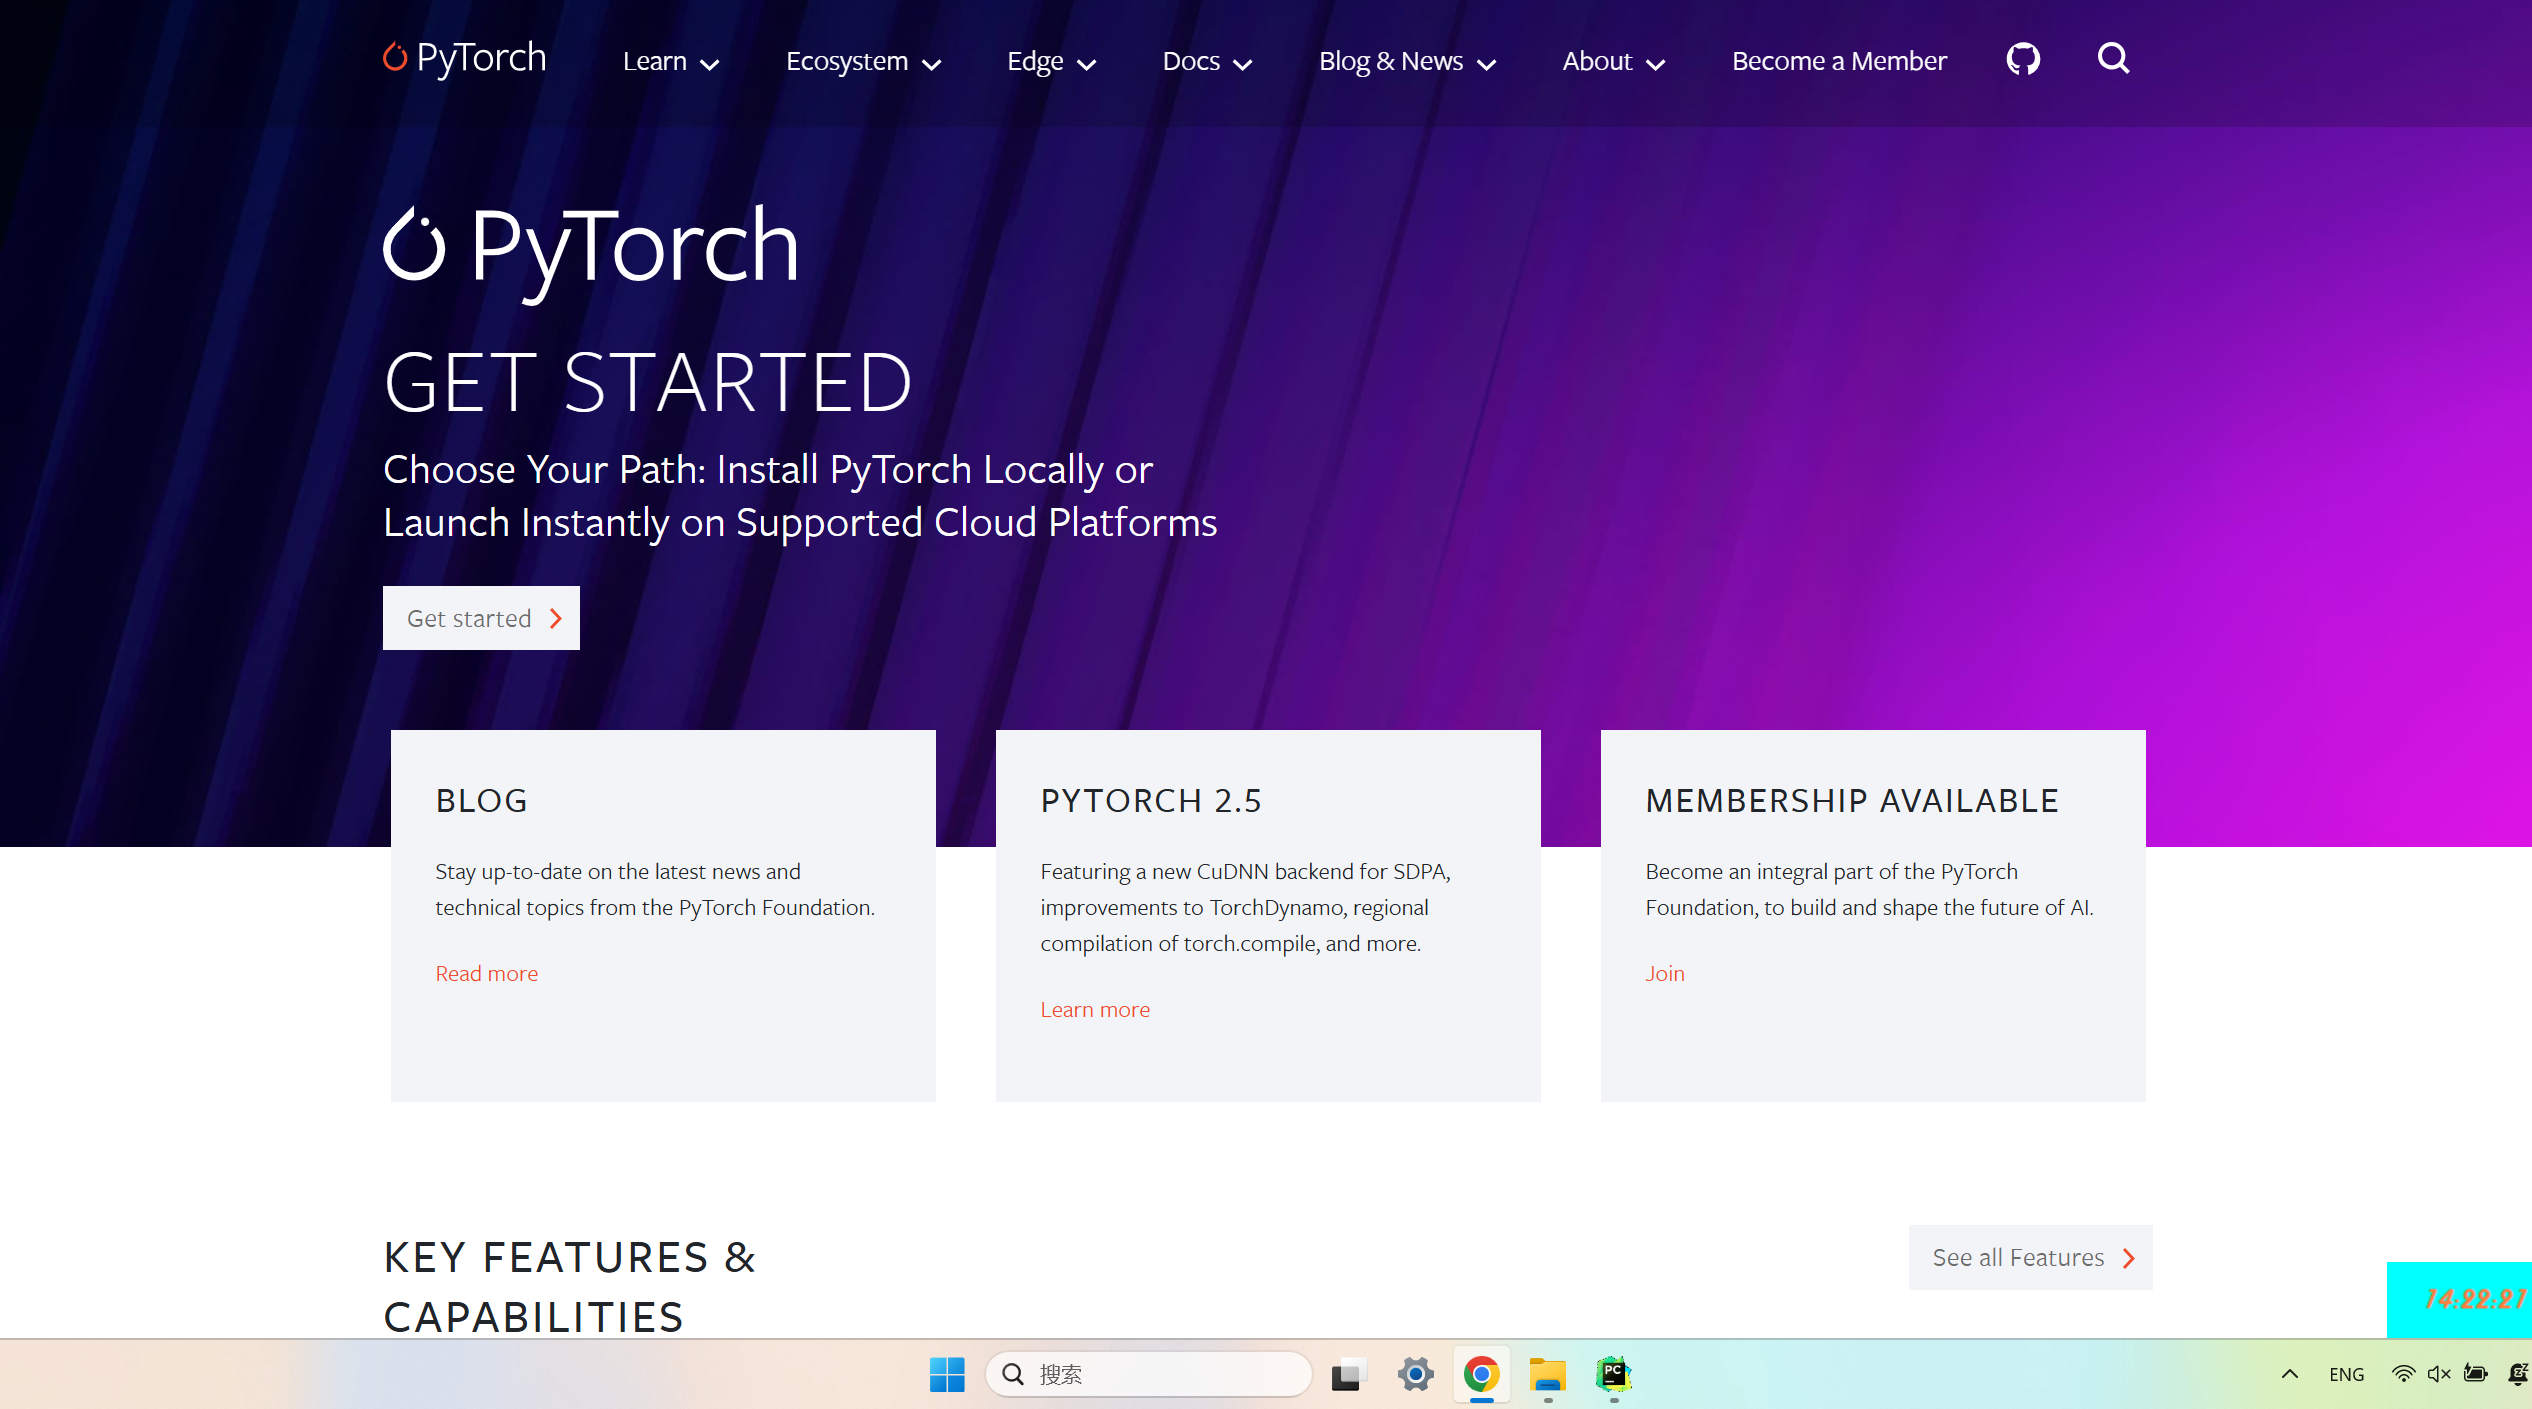 PyTorch
Learn
Ecosystem
Edge
Docs
Blog & News
About
Become a Member
PyTorch
GET STARTED
Choose Your Path: Install PyTorch Locally or
Launch Instantly on Supported Cloud Platforms
Get started
BLOG
Stay up-to-date on the latest news and
technical topics from the PyTorch Foundation.
Read more
PYTORCH 2.5
Featuring a new CuDNN backend for SDPA,
improvements to TorchDynamo, regional
compilation of torch.compile, and more.
Learn more
MEMBERSHIP AVAILABLE
Become an integral part of the PyTorch
Foundation, to build and shape the future of AI.
Join
KEY FEATURES &
CAPABILITIES
See all Features
14:22:21
搜索
PC
ENG